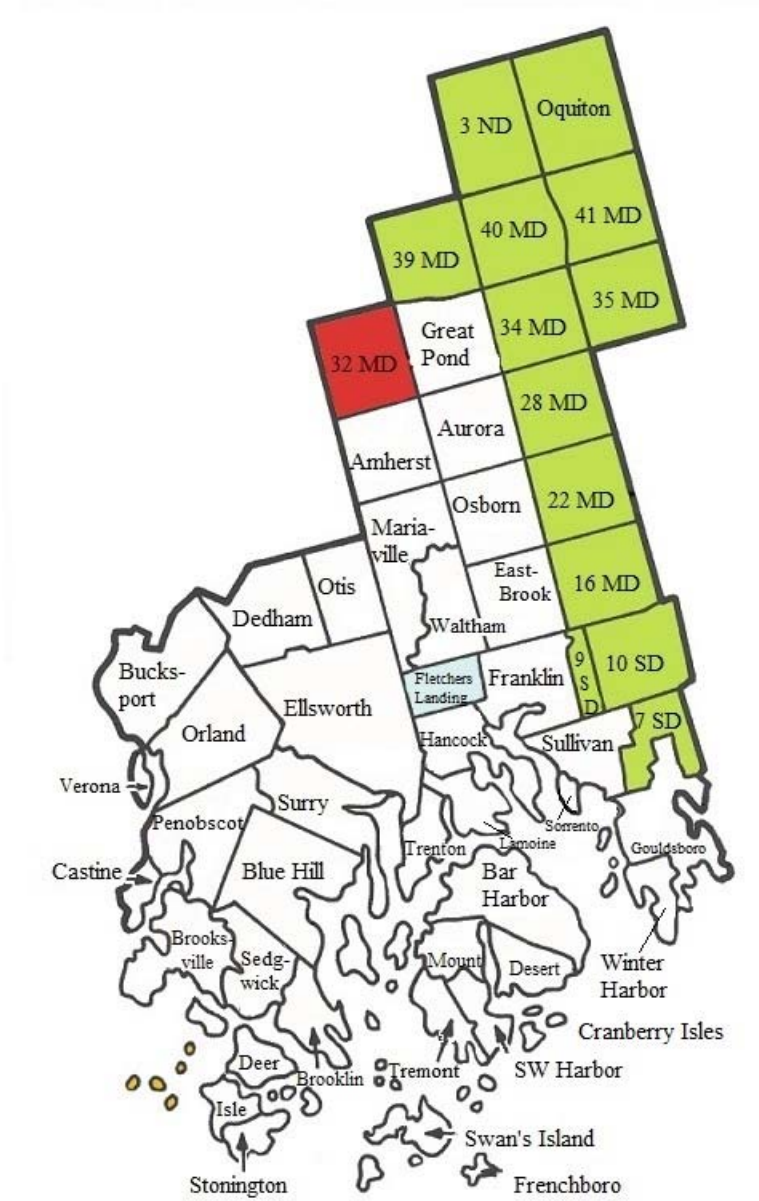 3 ND
Oquiton
39 MD
40 MD
41 MD
32 MD
Great
Pond
34 MD
35 MD
28 MD
Aurora
Amherst
22 MD
Osborn
Maria-
ville
16 MD
East-
Brook
Waltham
Otis
Dedham
Bucks-
port
Orland
Ellsworth
Fletchers
Landing
Franklin
9
S
D
10 SD
7 SD
Hancock
Sullivan
Verona
Surry
Penobscot
Castine
Blue Hill
Trenton
Lamoine
Sorrento
Gouldsboro
Bar
Harbor
Brooks-
ville
Sedg-
wick
Mount
Desert
Winter
Harbor
Cranberry Isles
Deer
Isle
Brooklin
Tremont
SW Harbor
Swan's Island
Stonington
Frenchboro